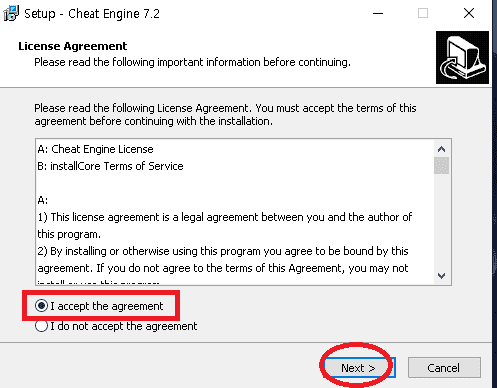 Setup - Cheat Engine 7.2
License Agreement
Please read the following important information before continuing.
Please read the following License Agreement. You must accept the terms of this
agreement before continuing with the installation.
A: Cheat Engine License
B: installCore Terms of Service
A:
1) This license agreement is a legal agreement between you and the author of
this program.
2) By installing or otherwise using this program you agree to be bound by this
agreement. If you do not agree to the terms of this Agreement, you may not
install or use this program
I accept the agreement
I do not accept the agreement
Next >
Cancel